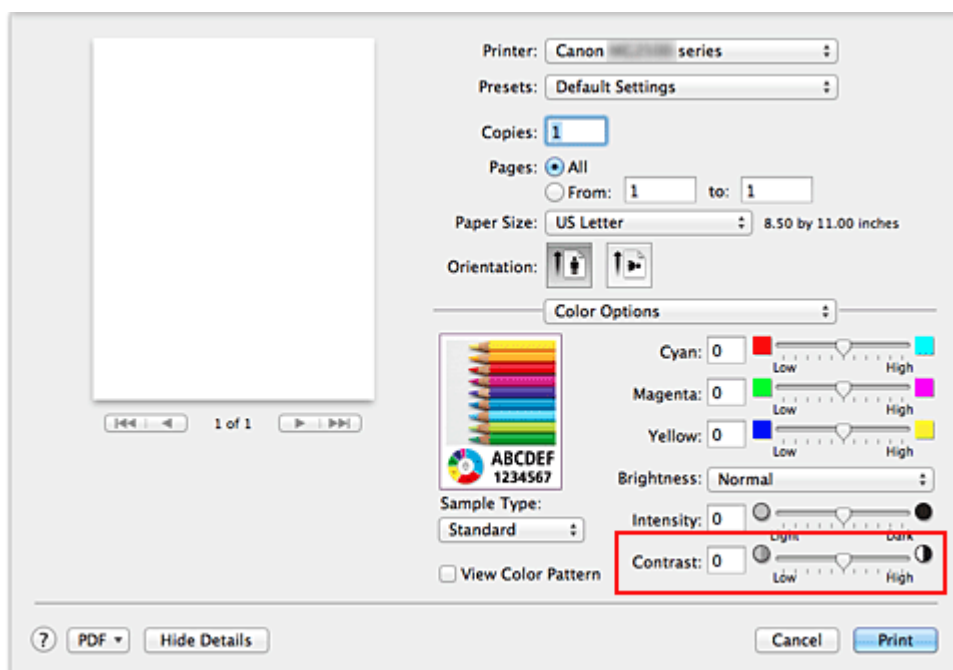 Printer: Canon series
Presets: Default Settings
Copies: 1
Pages: All
From: 1 to: 1
Paper Size: US Letter 8.50 by 11.00 inches
Orientation:
Color Options
1 of 1
ABCDEF
1234567
Sample Type:
Standard
View Color Pattern
Cyan: 0
Low High
Magenta: 0
Low High
Yellow: 0
Low High
Brightness: Normal
Intensity: 0
Light Dark
Contrast: 0
Low High
? PDF Hide Details Cancel Print